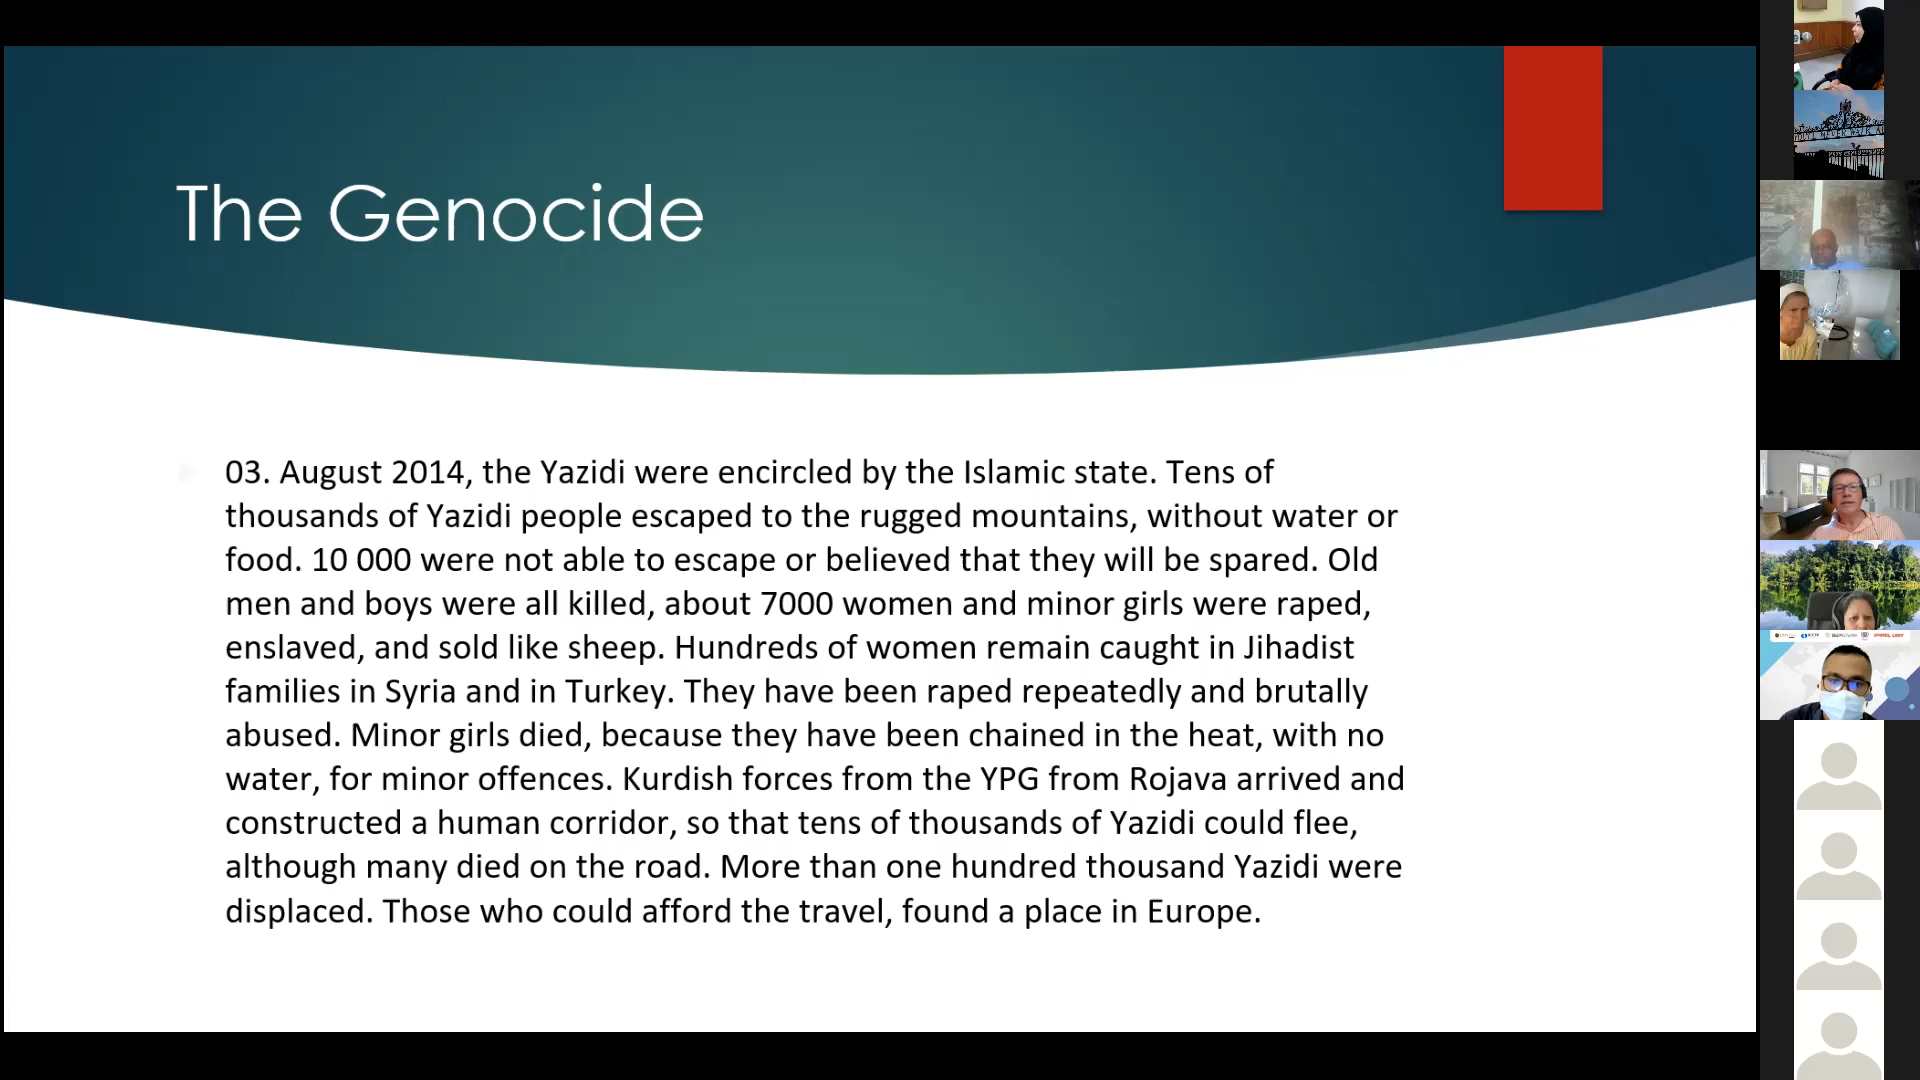 The Genocide
03. August 2014, the Yazidi were encircled by the Islamic state. Tens of
thousands of Yazidi people escaped to the rugged mountains, without water or
food. 10 000 were not able to escape or believed that they will be spared. Old
men and boys were all killed, about 7000 women and minor girls were raped,
enslaved, and sold like sheep. Hundreds of women remain caught in Jihadist
families in Syria and in Turkey. They have been raped repeatedly and brutally
abused. Minor girls died, because they have been chained in the heat, with no
water, for minor offences. Kurdish forces from the YPG from Rojava arrived and
constructed a human corridor, so that tens of thousands of Yazidi could flee,
although many died on the road. More than one hundred thousand Yazidi were
displaced. Those who could afford the travel, found a place in Europe.
NEVER WALK